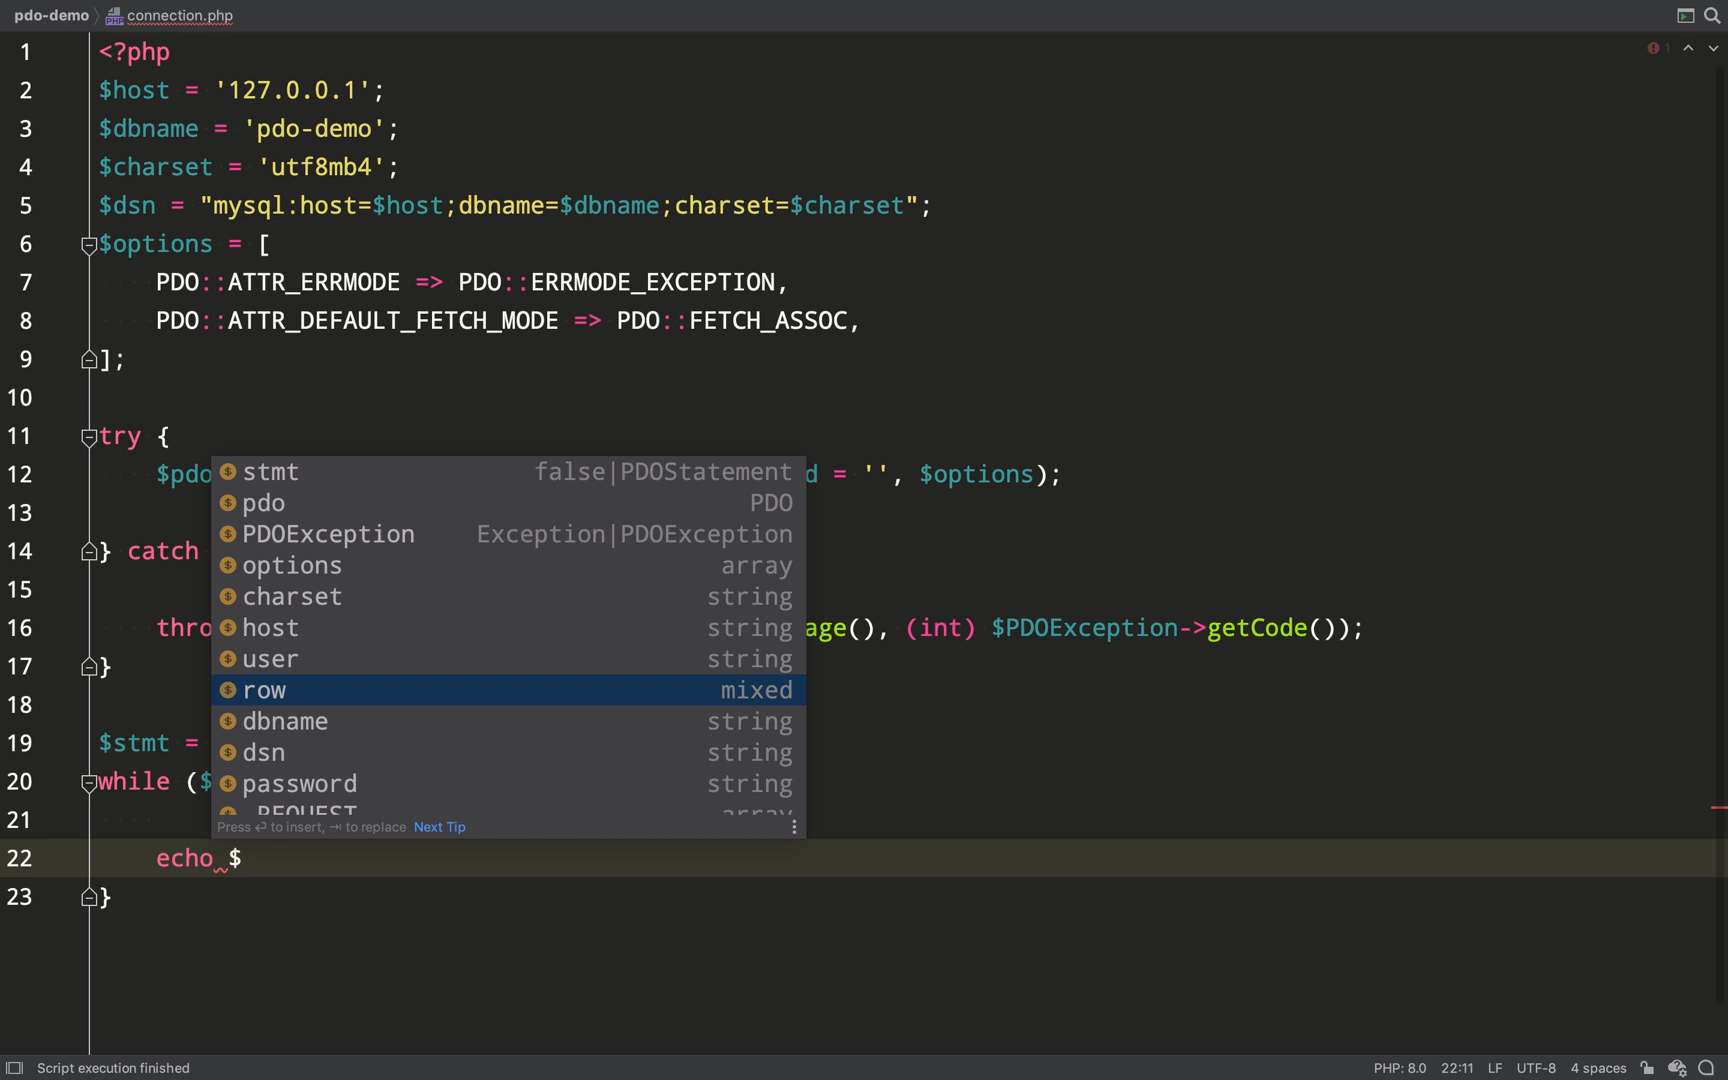 pdo-demo connection.php
1 <?php
1
2 $host = '127.0.0.1';
3 $dbname = 'pdo-demo';
4 $charset = 'utf8mb4';
5 $dsn = "mysql:host=$host;dbname=$dbname;charset=$charset";
6 $options = [
7 PDO::ATTR_ERRMODE => PDO::ERRMODE_EXCEPTION,
8 PDO::ATTR_DEFAULT_FETCH_MODE => PDO::FETCH_ASSOC,
9 ];
10
11 try {
12 $pdo d = '', $options);
stmt false|PDOStatement
13
pdo PDO
PDOException Exception|PDOException
14 } catch
options array
15
charset string
16 thro age(), (int) $PDOException->getCode());
host string
17 }
user string
18
row mixed
dbname string
19 $stmt =
dsn string
20 while ($
password string
_REQUEST array
21
Press ↩ to insert, ⇥ to replace Next Tip
22 echo $
23 }
Script execution finished PHP: 8.0 22:11 LF UTF-8 4 spaces